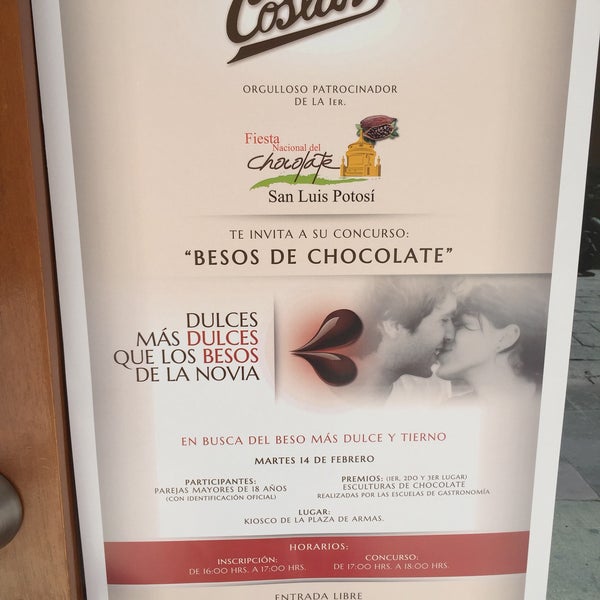 ORGULLOSO PATROCINADOR
DE LA 1ER.
Fiesta
Nacional del
chocolate
San Luis Potosí
TE INVITA A SU CONCURSO:
“BESOS DE CHOCOLATE”
DULCES
MÁS DULCES
QUE LOS BESOS
DE LA NOVIA
EN BUSCA DEL BESO MÁS DULCE Y TIERNO
MARTES 14 DE FEBRERO
PARTICIPANTES:
PAREJAS MAYORES DE 18 AÑOS
(CON IDENTIFICACIÓN OFICIAL)
PREMIOS: (1ER, 2DO Y 3ER LUGAR)
ESCULTURAS DE CHOCOLATE
REALIZADAS POR LAS ESCUELAS DE GASTRONOMÍA
LUGAR:
KIOSCO DE LA PLAZA DE ARMAS.
HORARIOS:
INSCRIPCIÓN:
DE 16:00 HRS. A 17:00 HRS.
CONCURSO:
DE 17:00 HRS. A 18:00 HRS.
ENTRADA LIBRE